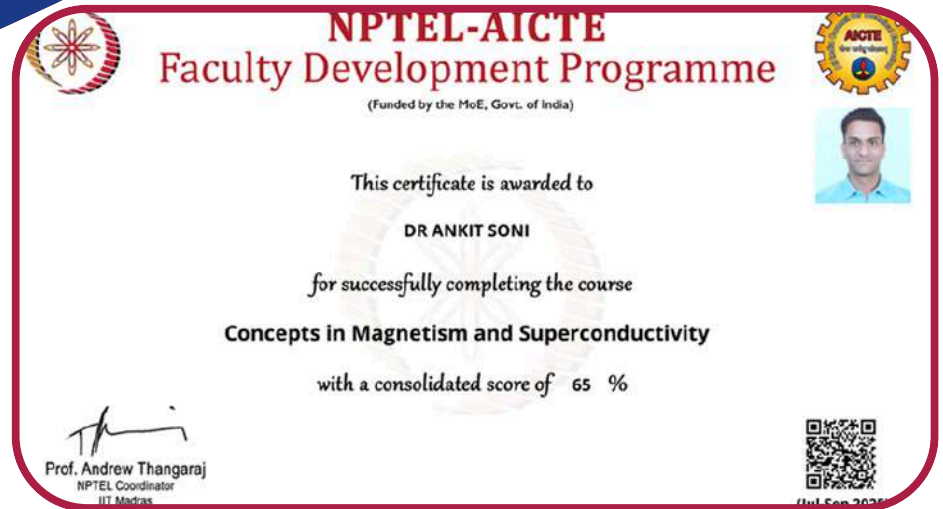 NPTEL-AICTE
Faculty Development Programme
(Funded by the MoE, Govt. of India)
AICTE
This certificate is awarded to
DR ANKIT SONI
for successfully completing the course
Concepts in Magnetism and Superconductivity
with a consolidated score of 65 %
Prof. Andrew Thangaraj
NPTEL Coordinator
IIT Madras
(Jul-Sep